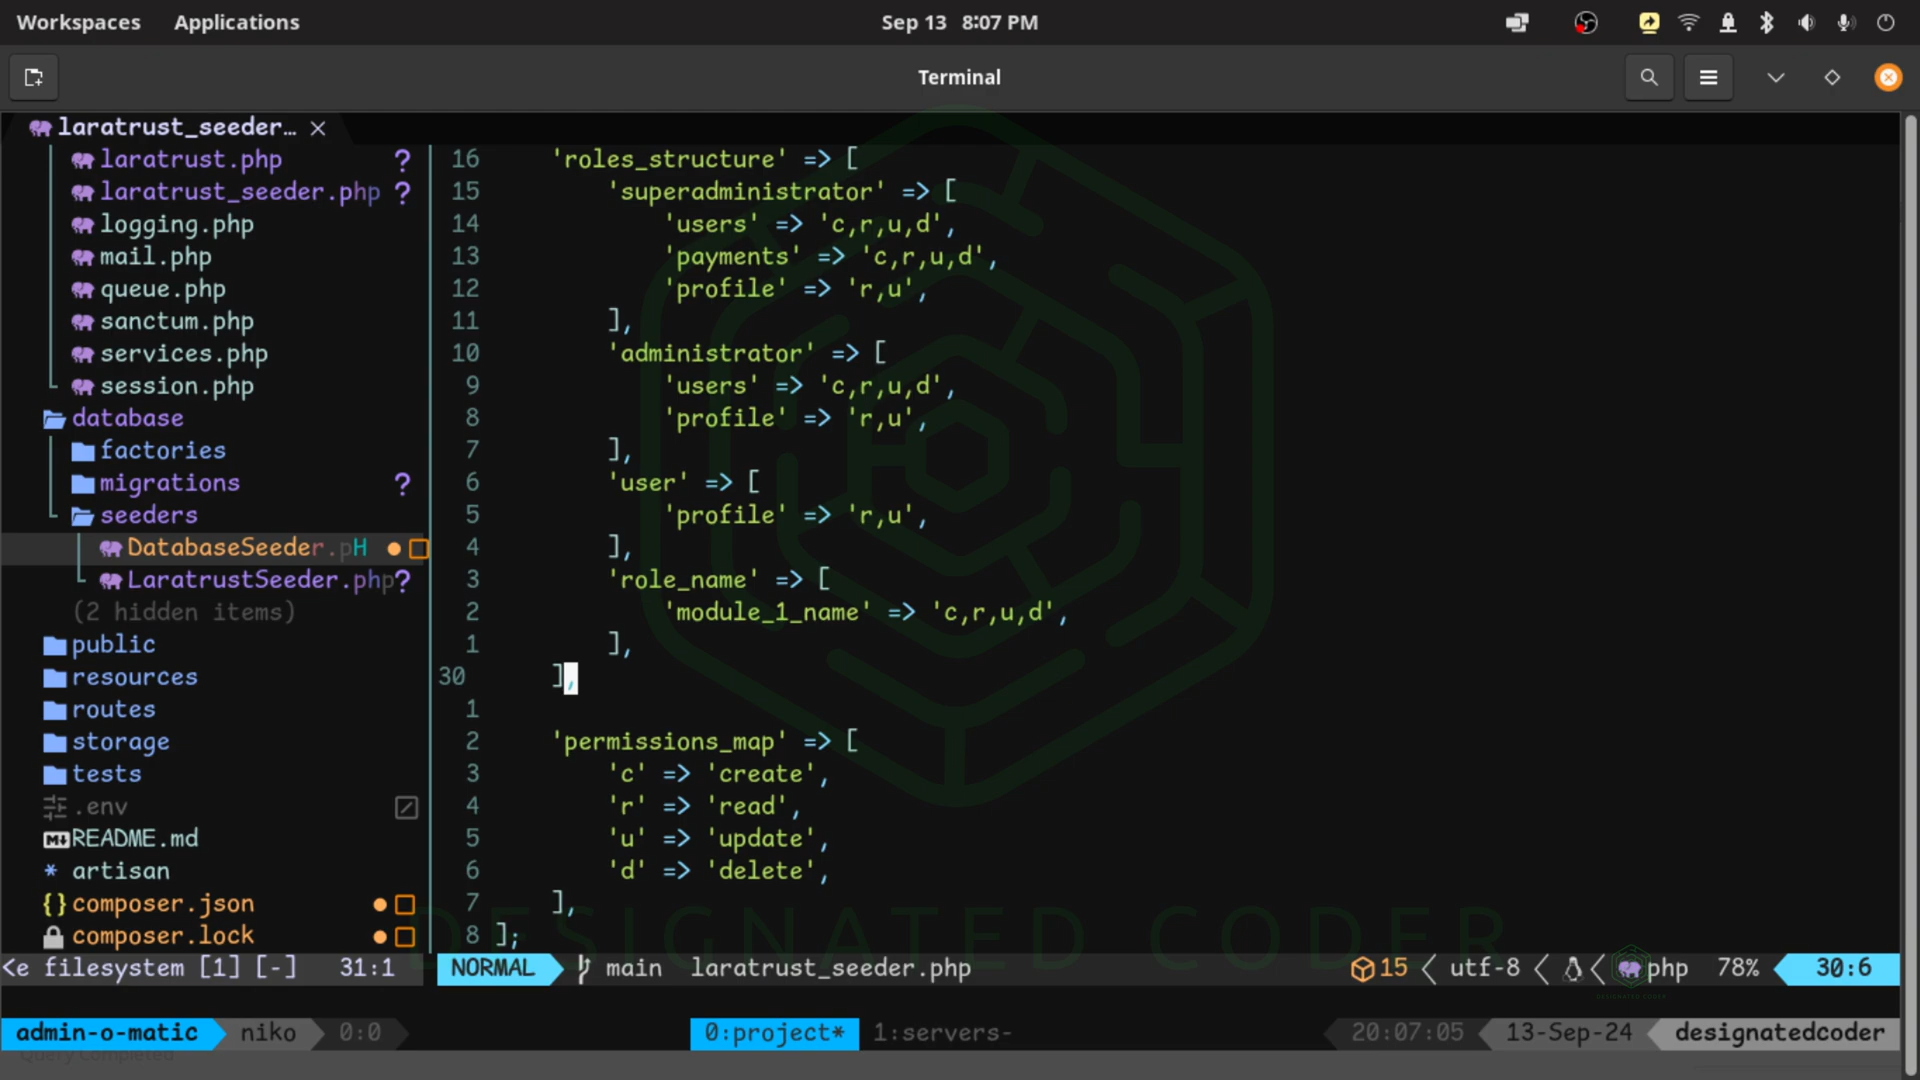 Workspaces Applications Sep 13 8:07 PM
Terminal
laratrust_seeder…
laratrust.php ?
laratrust_seeder.php ?
logging.php
mail.php
queue.php
sanctum.php
services.php
session.php
database
factories
migrations ?
seeders
DatabaseSeeder.pH
LaratrustSeeder.php?
(2 hidden items)
public
resources
routes
storage
tests
.env
README.md
* artisan
{} composer.json
composer.lock
<e filesystem [1] [-] 31:1
16 'roles_structure' => [
15 'superadministrator' => [
14 'users' => 'c,r,u,d',
13 'payments' => 'c,r,u,d',
12 'profile' => 'r,u',
11 ],
10 'administrator' => [
9 'users' => 'c,r,u,d',
8 'profile' => 'r,u',
7 ],
6 'user' => [
5 'profile' => 'r,u',
4 ],
3 'role_name' => [
2 'module_1_name' => 'c,r,u,d',
1 ],
30 ],
1
2 'permissions_map' => [
3 'c' => 'create',
4 'r' => 'read',
5 'u' => 'update',
6 'd' => 'delete',
7 ],
8 ];
DESIGNATED CODER
NORMAL main laratrust_seeder.php 15 utf-8 php 78% 30:6
admin-o-matic niko 0:0 0:project* 1:servers- 20:07:05 13-Sep-24 designatedcoder
Query Completed